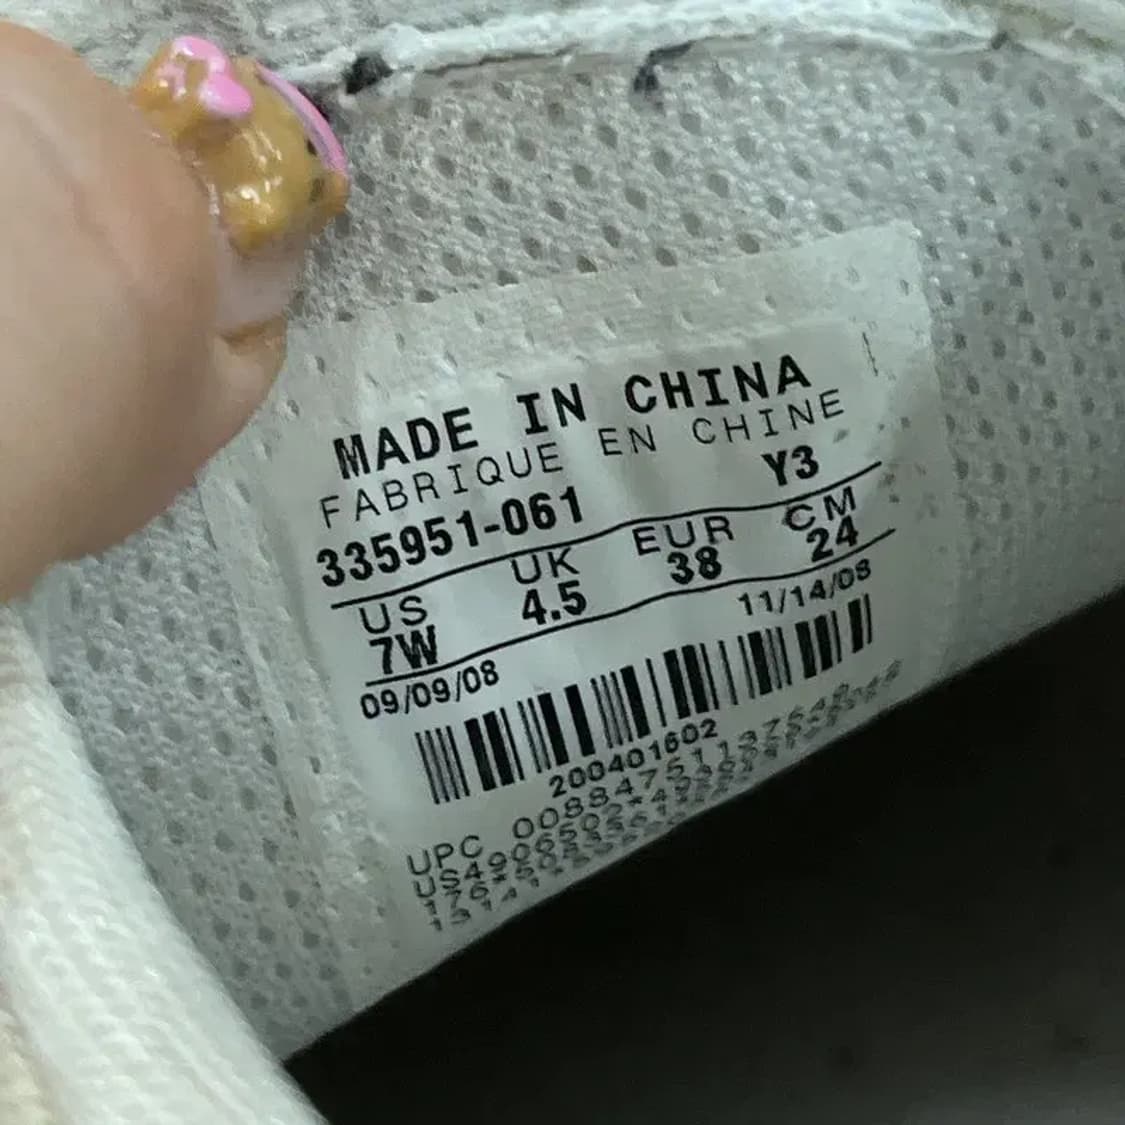 MADE IN CHINA
FABRIQUE EN CHINE
335951-061 Y3
US UK EUR CM
7W 4.5 38 24
09/09/08 11/14/08
200401602
UPC